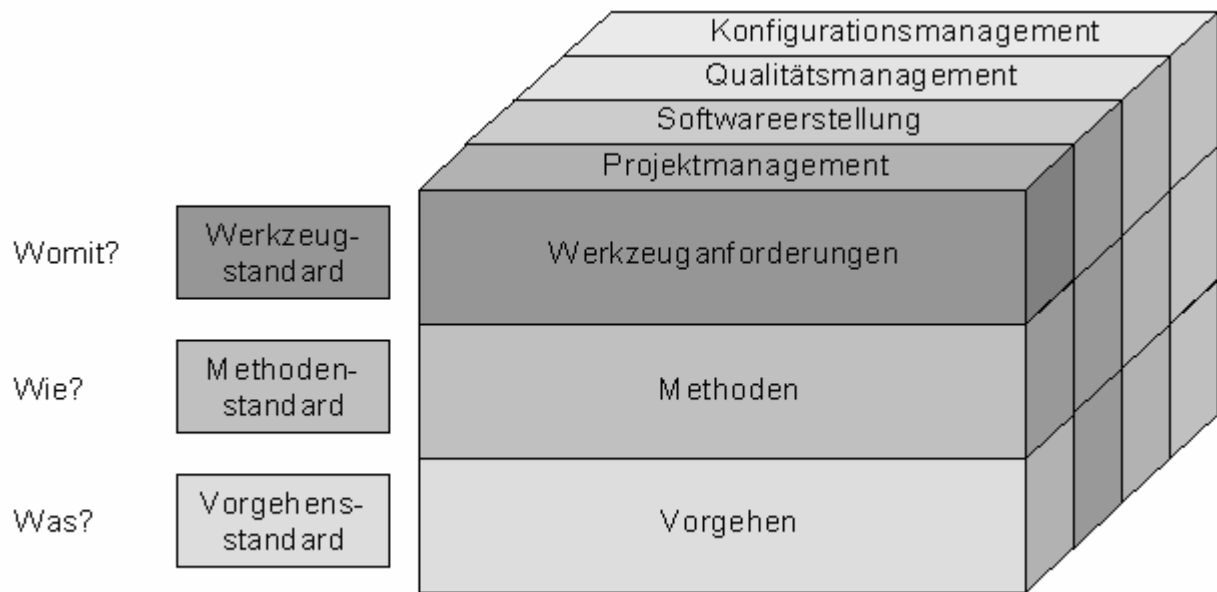 Konfigurationsmanagement
Qualitätsmanagement
Softwareerstellung
Projektmanagement
Womit?
Werkzeug-
standard
Werkzeuganforderungen
Wie?
Methoden-
standard
Methoden
Was?
Vorgehens-
standard
Vorgehen